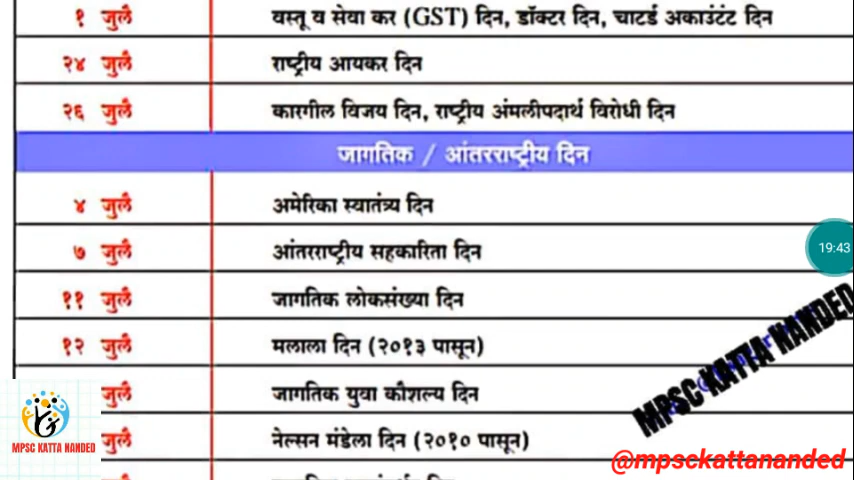 १ जुलै वस्तू व सेवा कर (GST) दिन, डॉक्टर दिन, चाटर्ड अकाउंटंट दिन
२४ जुलै राष्ट्रीय आयकर दिन
२६ जुलै कारगील विजय दिन, राष्ट्रीय अंमलीपदार्थ विरोधी दिन
जागतिक / आंतरराष्ट्रीय दिन
४ जुलै अमेरिका स्वातंत्र्य दिन
७ जुलै आंतरराष्ट्रीय सहकारिता दिन
19:43
११ जुलै जागतिक लोकसंख्या दिन
१२ जुलै मलाला दिन (२०१३ पासून)
जुलै जागतिक युवा कौशल्य दिन
जुलै नेल्सन मंडेला दिन (२०१० पासून)
MPSC KATTA NANDED
MPSC KATTA NANDED
@mpsckattananded